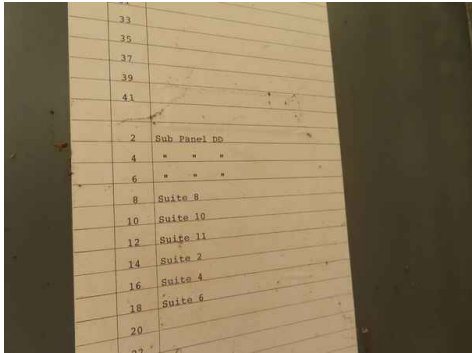 33
35
37
39
41
2 Sub Panel DD
4 " " "
6 " " "
8 Suite 8
10 Suite 10
12 Suite 11
14 Suite 2
16 Suite 4
18 Suite 6
20